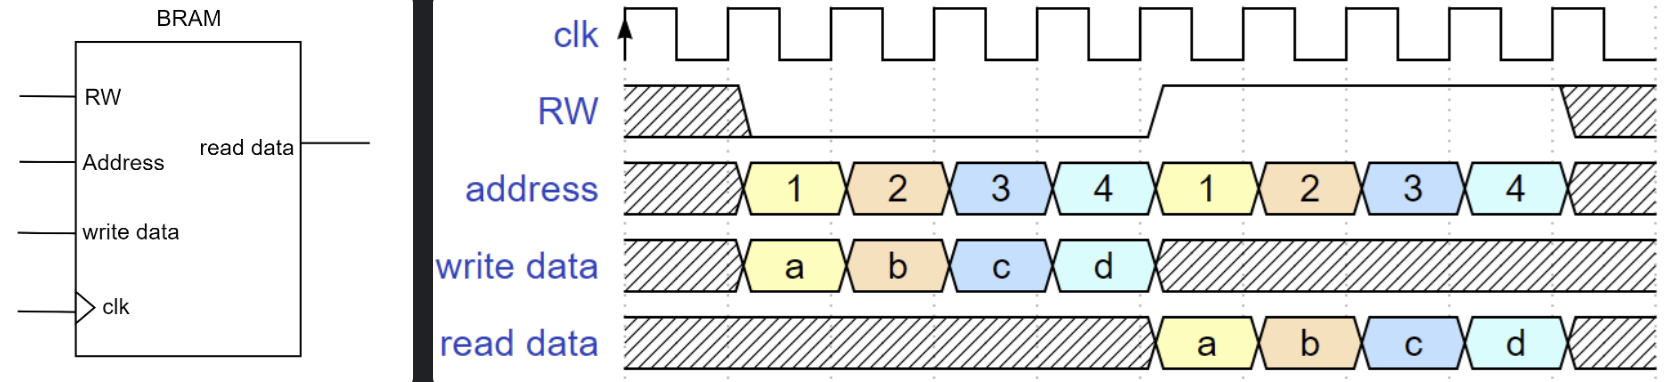 BRAM
RW
Address
read data
write data
clk
clk
RW
address 1 2 3 4 1 2 3 4
write data a b c d
read data a b c d